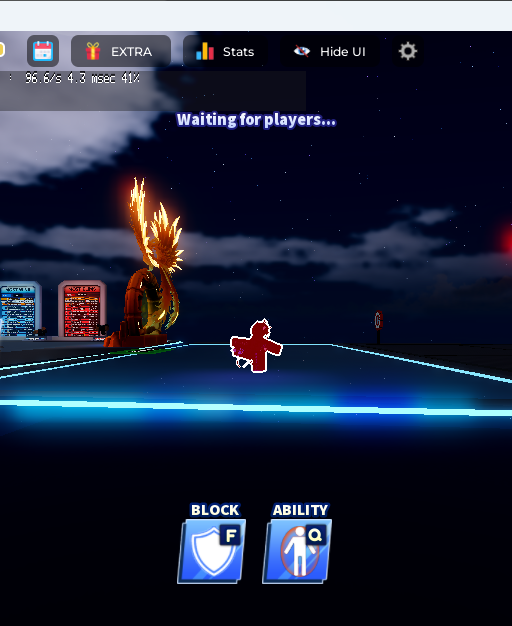 EXTRA
Stats
Hide UI
: 96.6/s 4.3 msec 41%
Waiting for players...
BLOCK
ABILITY
F
Q